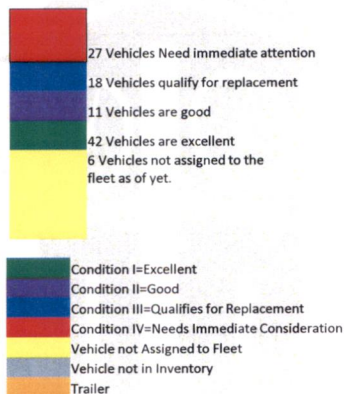 27 Vehicles Need immediate attention
18 Vehicles qualify for replacement
11 Vehicles are good
42 Vehicles are excellent
6 Vehicles not assigned to the
fleet as of yet.
Condition I=Excellent
Condition II=Good
Condition III=Qualifies for Replacement
Condition IV=Needs Immediate Consideration
Vehicle not Assigned to Fleet
Vehicle not in Inventory
Trailer